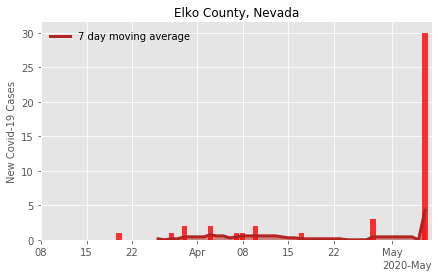 Elko County, Nevada
7 day moving average
New Covid-19 Cases
30
25
20
15
10
5
0
08 15 22 Apr 08 15 22 May
2020-May